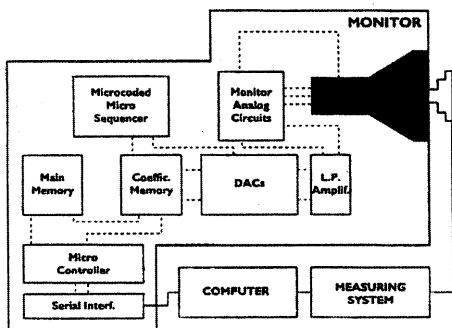 MONITOR
Microcoded
Micro
Sequencer
Monitor
Analog
Circuits
Main
Memory
Coeffic.
Memory
DACs
L.P.
Amplif.
Micro
Controller
Serial Interf.
COMPUTER
MEASURING
SYSTEM